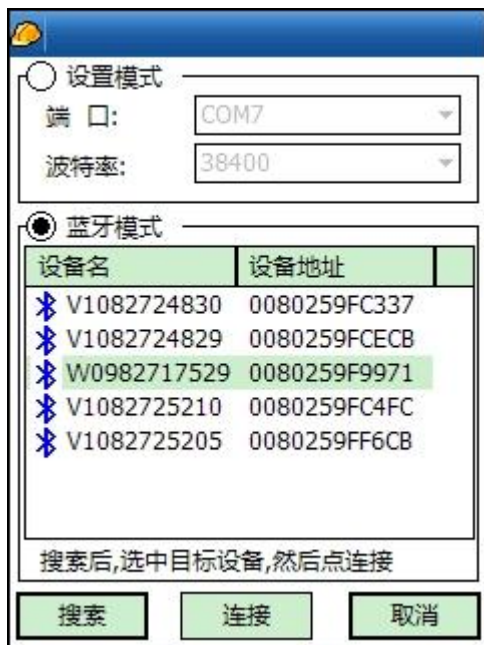 设置模式
端 口: COM7
波特率: 38400
蓝牙模式
设备名 设备地址
V1082724830 0080259FC337
V1082724829 0080259FCECB
W0982717529 0080259F9971
V1082725210 0080259FC4FC
V1082725205 0080259FF6CB
搜索后,选中目标设备,然后点连接
搜索 连接 取消